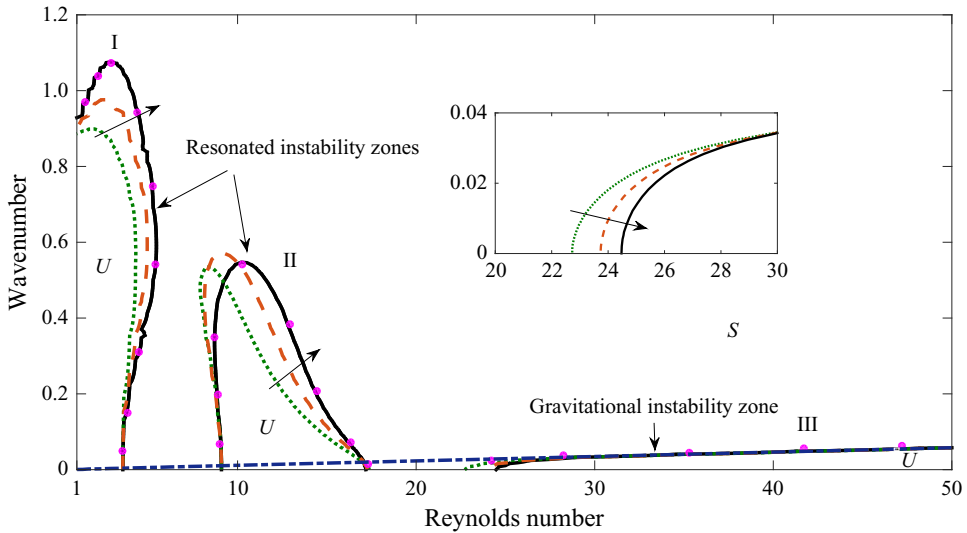 1.2
I
1.0
0.04
0.8
Resonated instability zones
0.02
0.6
Wavenumber
U
II
0
20 22 24 26 28 30
0.4
S
0.2
U
Gravitational instability zone
III
U
0
1 10 20 30 40 50
Reynolds number